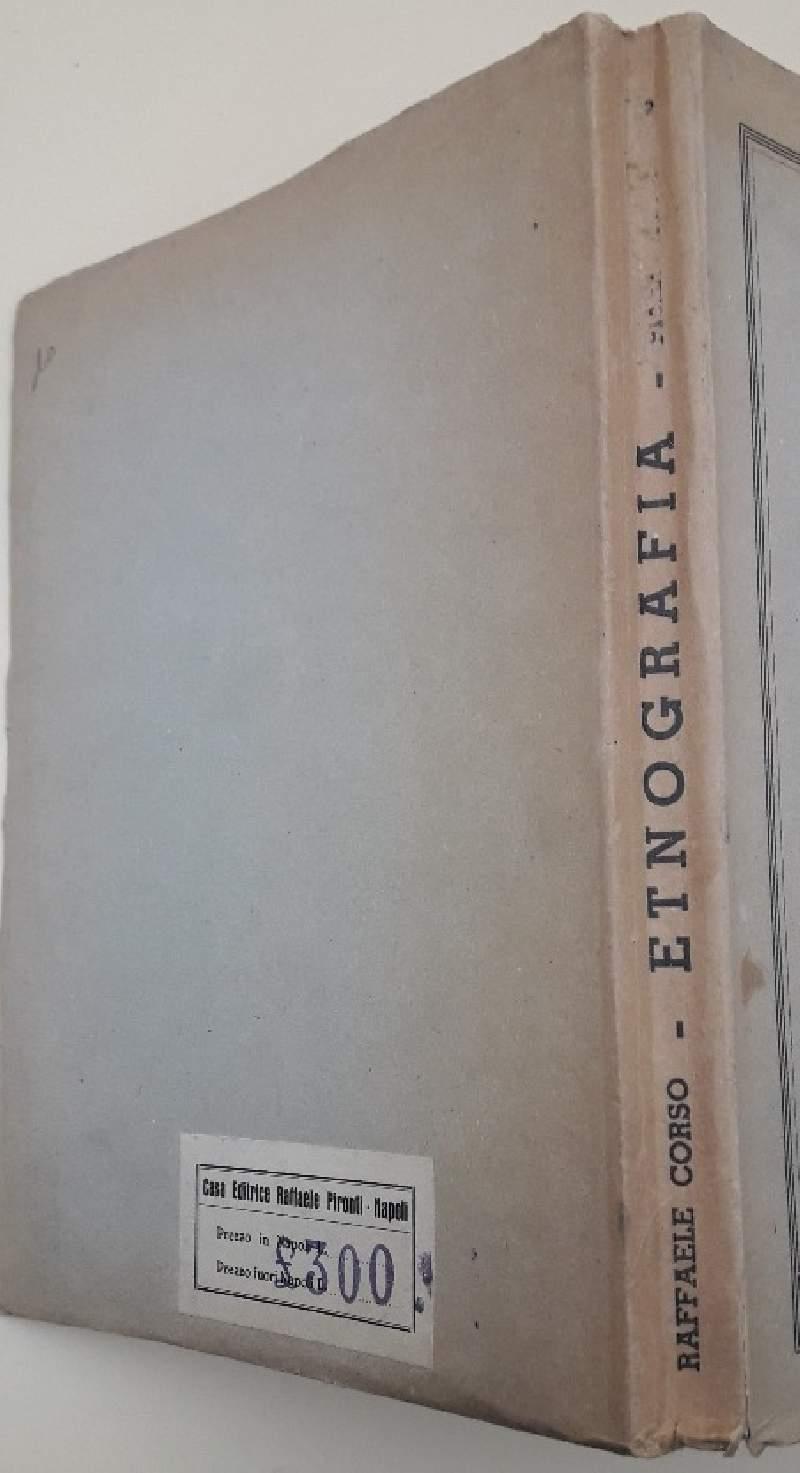 RAFFAELE CORSO - ETNOGRAFIA -
Casa Editrice Raffaele Pironti - Napoli
Prezzo in Napoli L.
Prezzo fuori Napoli L.
£300